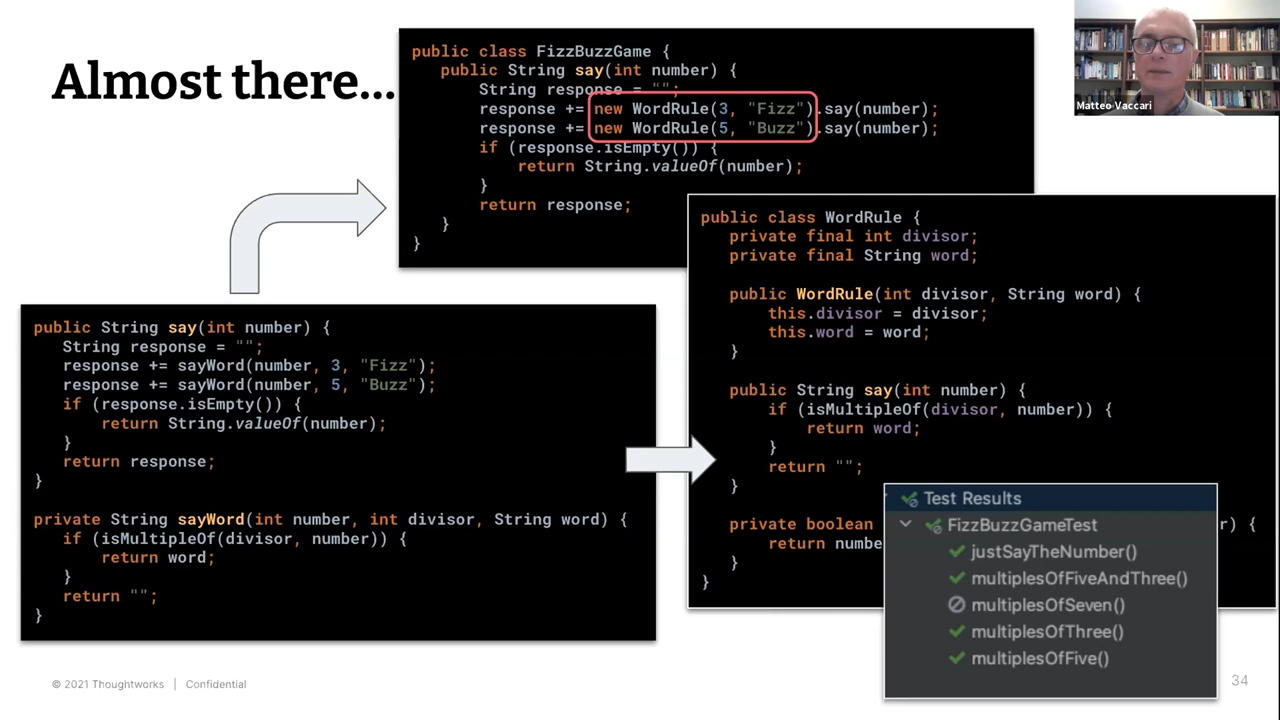 Almost there...
public class FizzBuzzGame {
public String say(int number) {
String response = "";
response += new WordRule(3, "Fizz").say(number);
response += new WordRule(5, "Buzz").say(number);
if (response.isEmpty()) {
return String.valueOf(number);
}
return response;
}
}
Matteo Vaccari
public String say(int number) {
String response = "";
response += sayWord(number, 3, "Fizz");
response += sayWord(number, 5, "Buzz");
if (response.isEmpty()) {
return String.valueOf(number);
}
return response;
}
private String sayWord(int number, int divisor, String word) {
if (isMultipleOf(divisor, number)) {
return word;
}
return "";
}
public class WordRule {
private final int divisor;
private final String word;
public WordRule(int divisor, String word) {
this.divisor = divisor;
this.word = word;
}
public String say(int number) {
if (isMultipleOf(divisor, number)) {
return word;
}
return "";
}
private boolean r) {
return numbe
}
}
Test Results
FizzBuzzGameTest
justSayTheNumber()
multiplesOfFiveAndThree()
multiplesOfSeven()
multiplesOfThree()
multiplesOfFive()
© 2021 Thoughtworks | Confidential
34